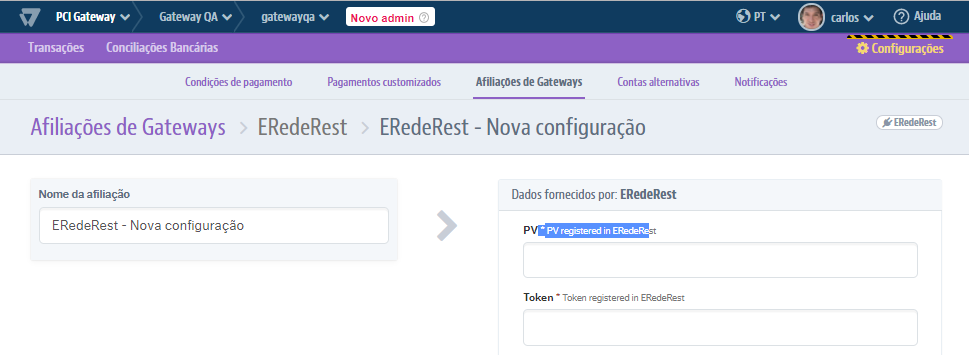 PCI Gateway Gateway QA gatewayqa Novo admin PT carlos Ajuda
Transações Conciliações Bancárias Configurações
Condições de pagamento Pagamentos customizados Afiliações de Gateways Contas alternativas Notificações
Afiliações de Gateways ERedeRest ERedeRest - Nova configuração ERedeRest
Nome da afiliação
ERedeRest - Nova configuração
Dados fornecidos por: ERedeRest
PV * PV registered in ERedeRest
Token * Token registered in ERedeRest